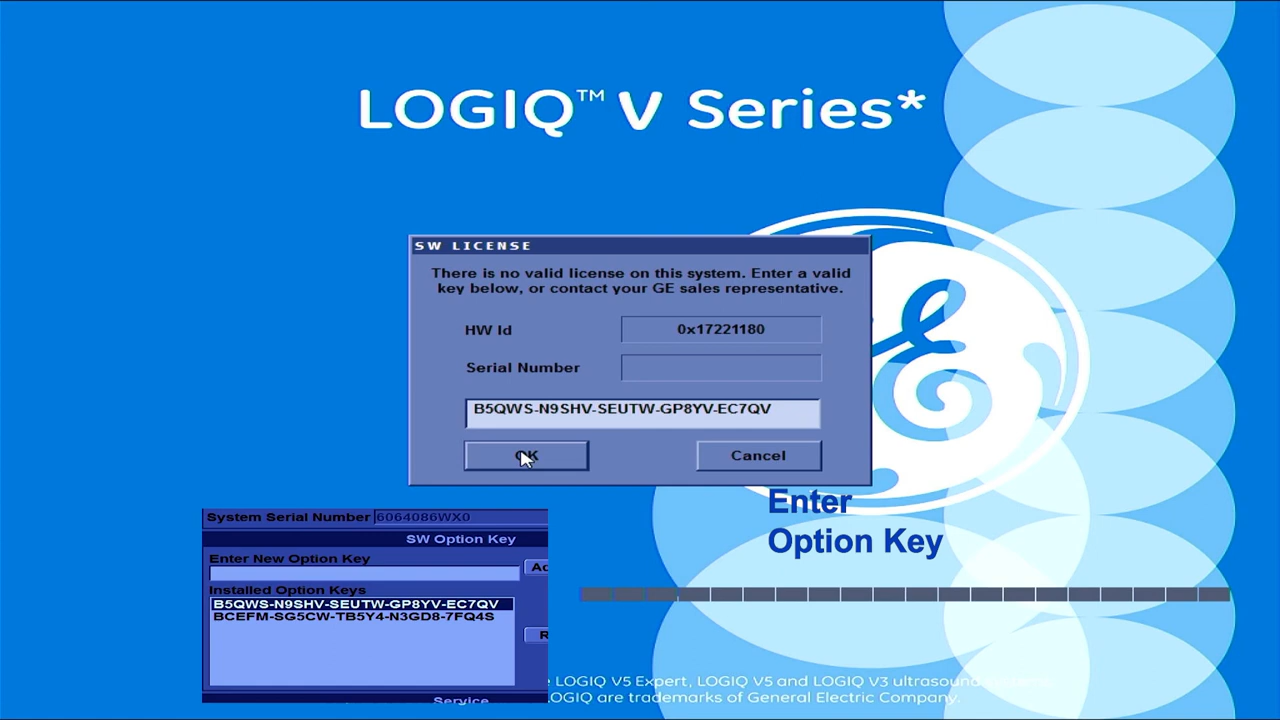 LOGIQ™ V Series*
SW LICENSE
There is no valid license on this system. Enter a valid
key below, or contact your GE sales representative.
HW Id 0x17221180
Serial Number
B5QWS-N9SHV-SEUTW-GP8YV-EC7QV
OK Cancel
Enter
Option Key
System Serial Number 6064086WX0
SW Option Key
Enter New Option Key
Installed Option Keys
B5QWS-N9SHV-SEUTW-GP8YV-EC7QV
BCEFM-SG5CW-TB5Y4-N3GD8-7FQ4S
Service
LOGIQ V5 Expert, LOGIQ V5 and LOGIQ V3 ultrasound
LOGIQ are trademarks of General Electric Company.